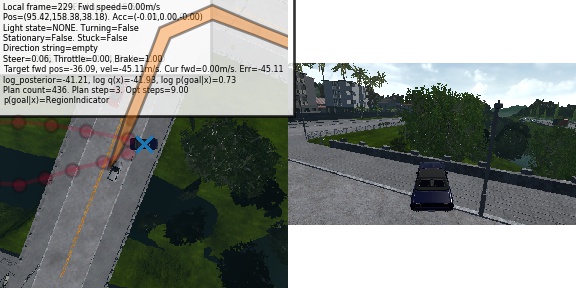 Local frame=229. Fwd speed=0.00m/s
Pos=(95.42,158.38,38.18). Acc=(-0.01,0.00,-0.00)
Light state=NONE. Turning=False
Stationary=False. Stuck=False
Direction string=empty
Steer=0.06, Throttle=0.00, Brake=1.00
Target fwd pos=-36.09, vel=-45.11m/s. Cur fwd=0.00m/s. Err=-45.11
log_posterior=-41.21, log q(x)=-41.93, log p(goal|x)=0.73
Plan count=436. Plan step=3. Opt steps=9.00
p(goal|x)=RegionIndicator